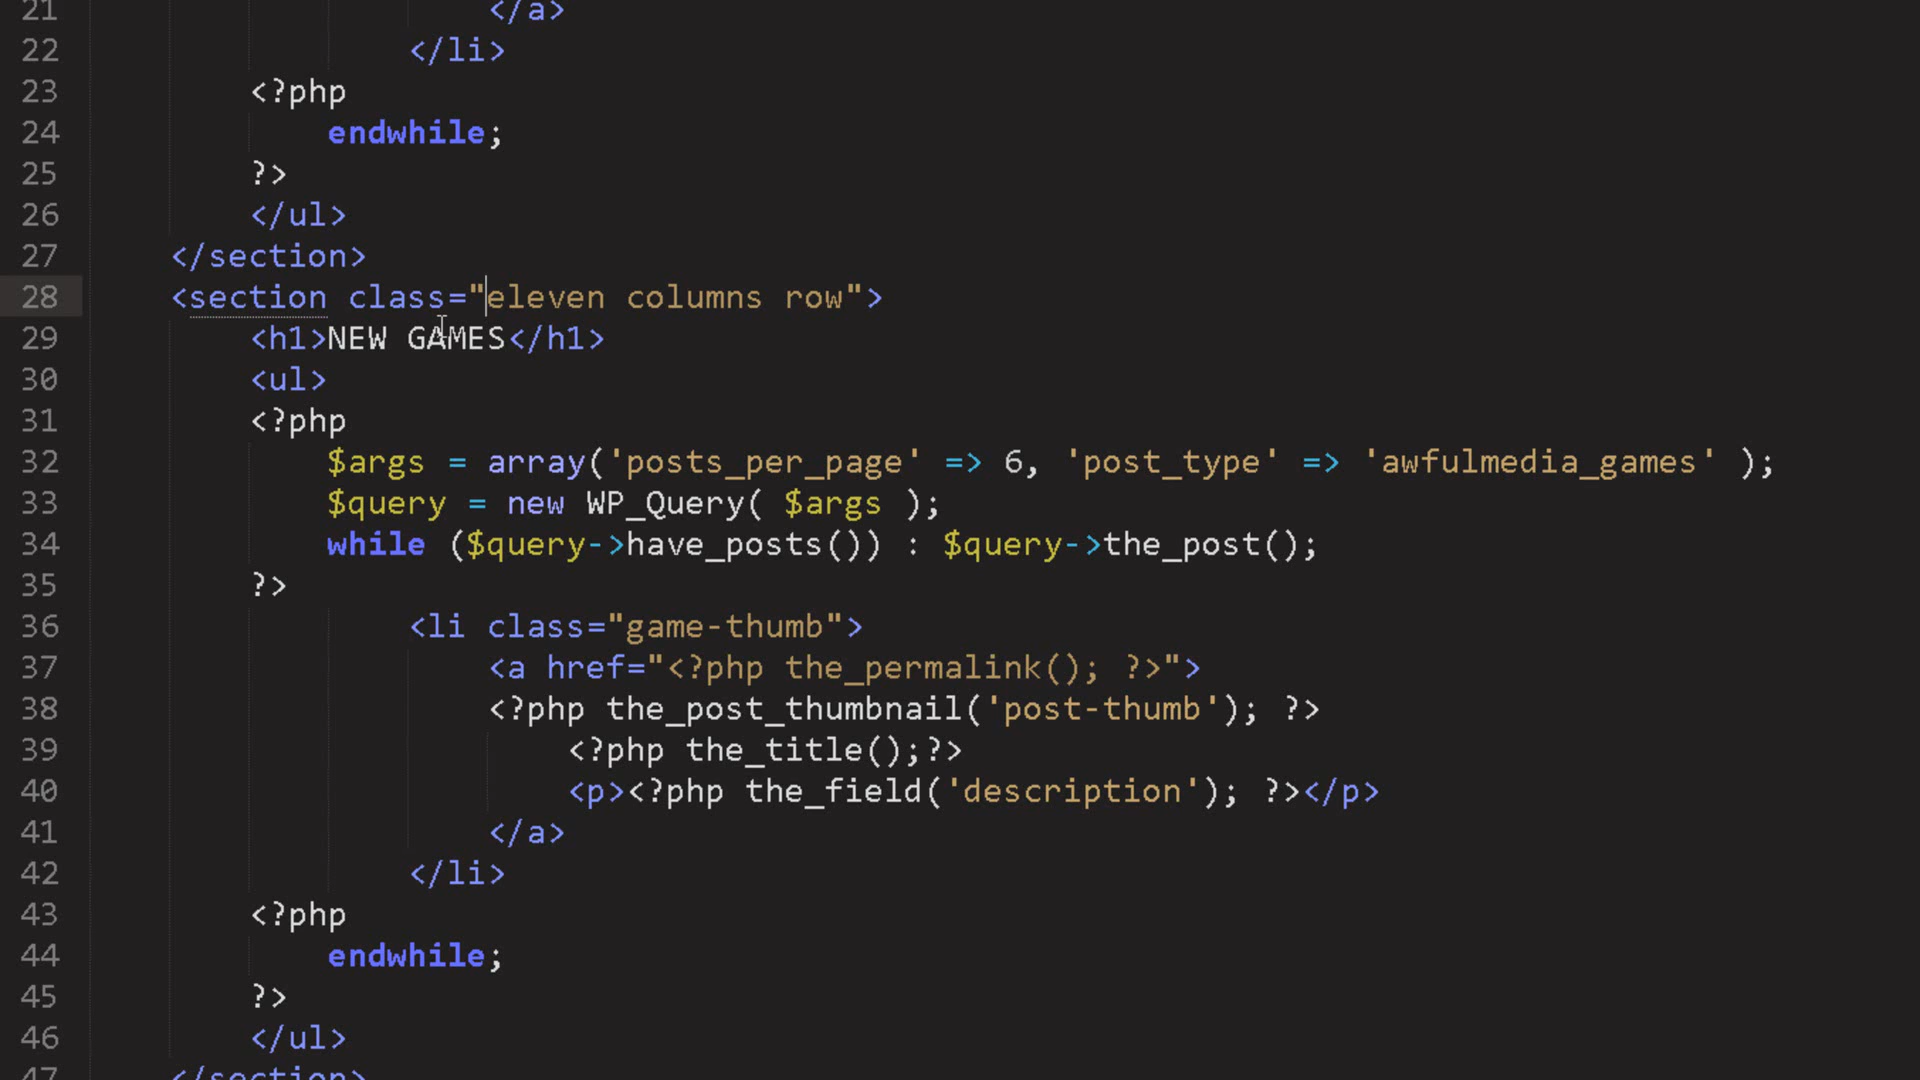 21 </a>
22 </li>
23 <?php
24 endwhile;
25 ?>
26 </ul>
27 </section>
28 <section class="eleven columns row">
29 <h1>NEW GAMES</h1>
30 <ul>
31 <?php
32 $args = array('posts_per_page' => 6, 'post_type' => 'awfulmedia_games' );
33 $query = new WP_Query( $args );
34 while ($query->have_posts()) : $query->the_post();
35 ?>
36 <li class="game-thumb">
37 <a href="<?php the_permalink(); ?>">
38 <?php the_post_thumbnail('post-thumb'); ?>
39 <?php the_title();?>
40 <p><?php the_field('description'); ?></p>
41 </a>
42 </li>
43 <?php
44 endwhile;
45 ?>
46 </ul>
47 </section>